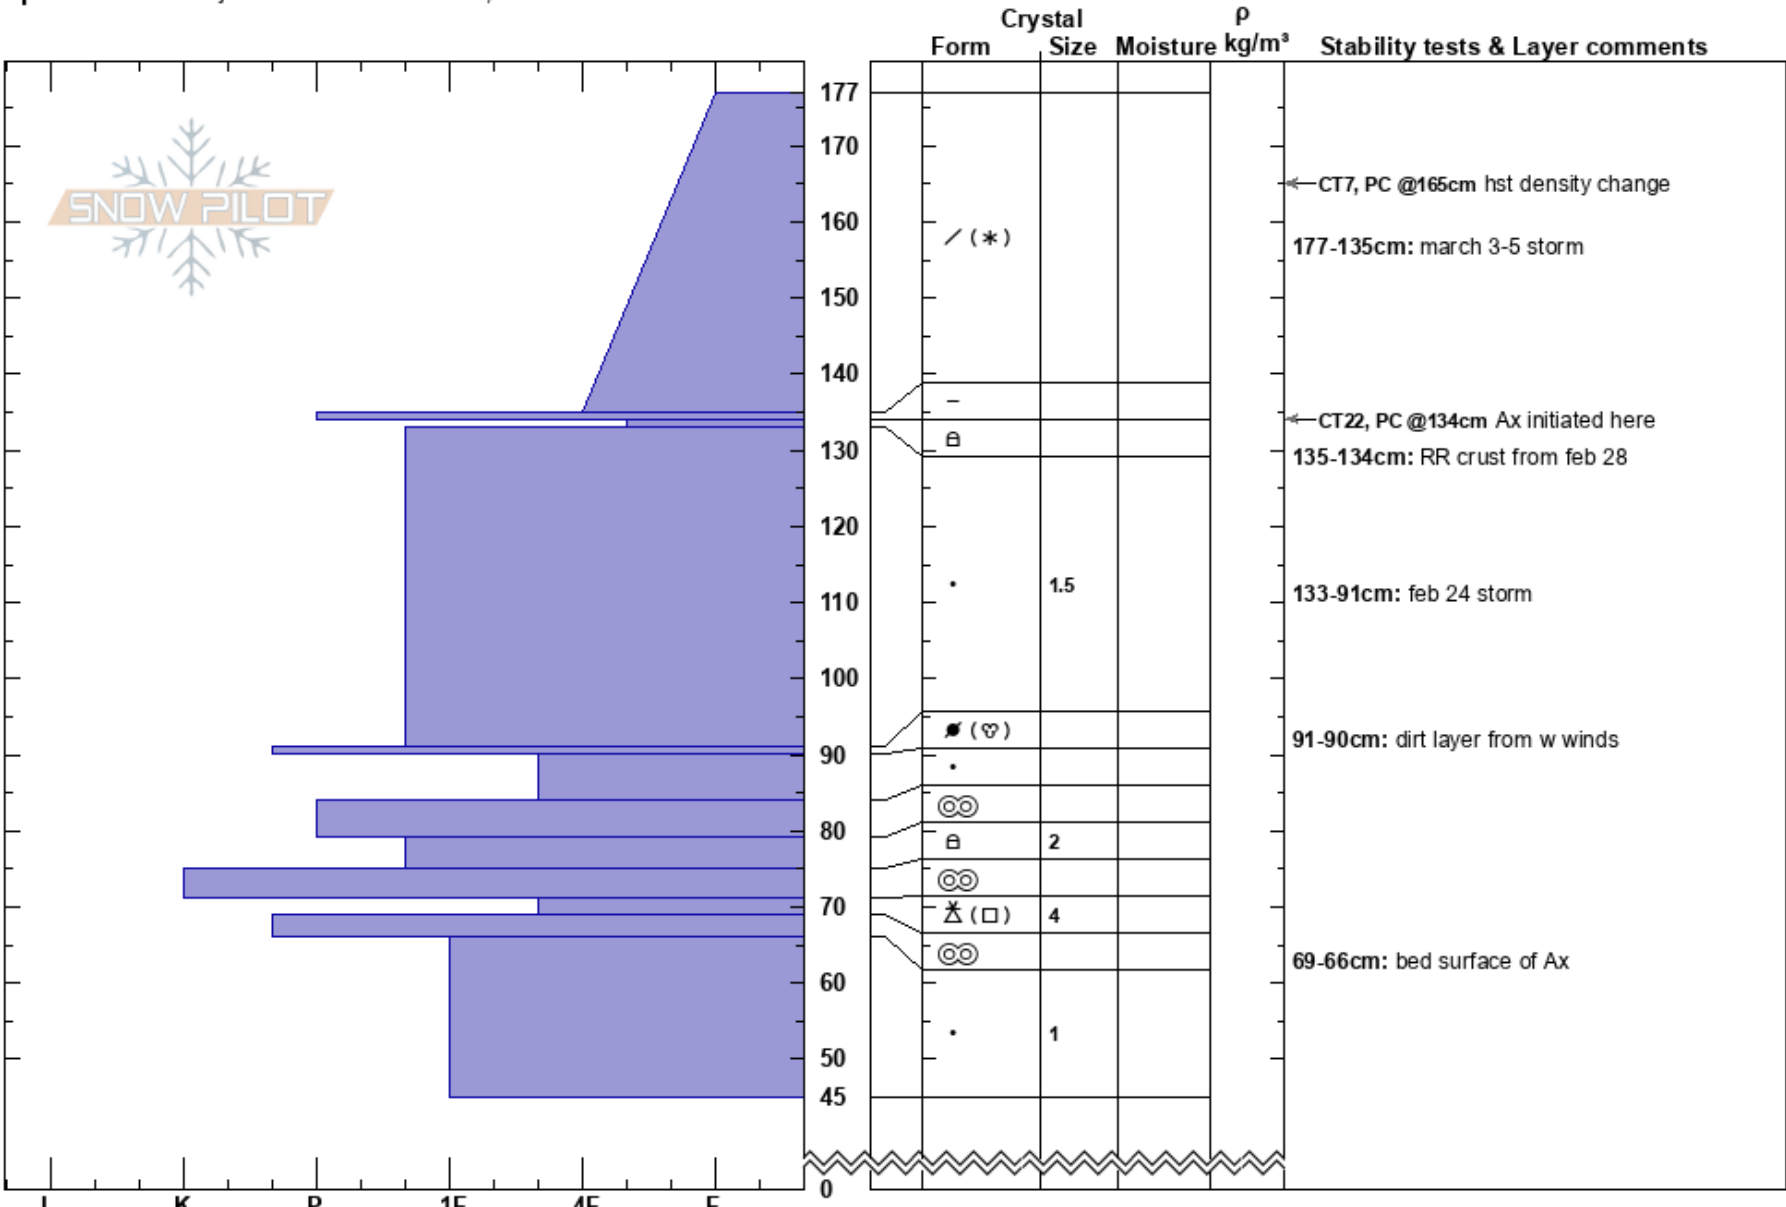 Crystal
ρ
Form Size Moisture kg/m³ Stability tests & Layer comments
177
170
CT7, PC @165cm hst density change
SNOW PILOT
160
177-135cm: march 3-5 storm
150
140
CT22, PC @134cm Ax initiated here
130
135-134cm: RR crust from feb 28
120
1.5
133-91cm: feb 24 storm
110
100
91-90cm: dirt layer from w winds
90
80
2
70
4
69-66cm: bed surface of Ax
60
1
50
45
0
I K P 1F 4F F